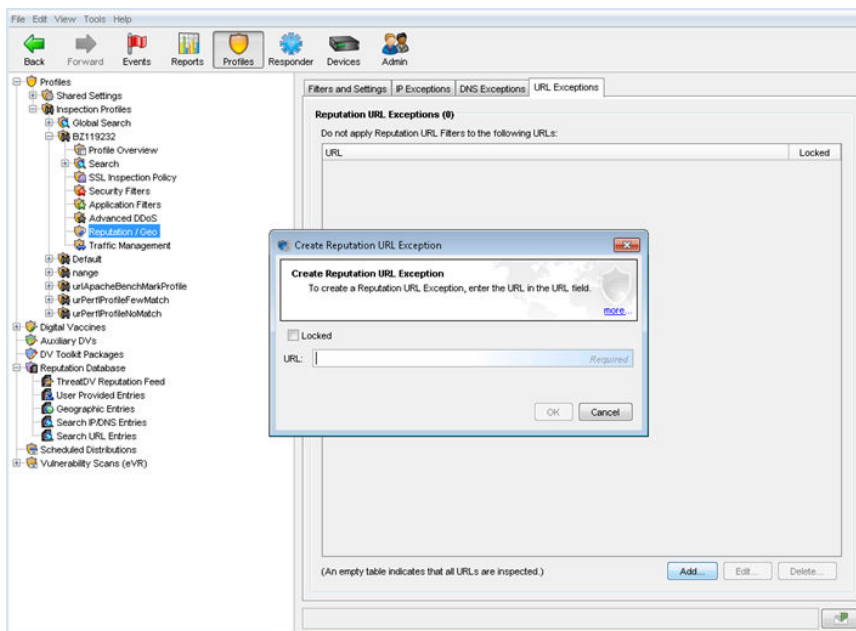 File Edit View Tools Help
Back Forward Events Reports Profiles Responder Devices Admin
Profiles
Shared Settings
Inspection Profiles
Global Search
BZ119232
Profile Overview
Search
SSL Inspection Policy
Security Filters
Application Filters
Advanced DDoS
Reputation / Geo
Traffic Management
Default
nange
urlApacheBenchMarkProfile
urPerfIProfileFewMatch
urPerfIProfileNoMatch
Digital Vaccines
Auxiliary DVs
DV Toolkit Packages
Reputation Database
ThreatDV Reputation Feed
User Provided Entries
Geographic Entries
Search IP/DNS Entries
Search URL Entries
Scheduled Distributions
Vulnerability Scans (eVR)
Filters and Settings IP Exceptions DNS Exceptions URL Exceptions
Reputation URL Exceptions (0)
Do not apply Reputation URL Filters to the following URLs:
URL Locked
Create Reputation URL Exception
Create Reputation URL Exception
To create a Reputation URL Exception, enter the URL in the URL field.
more...
Locked
URL: Required
OK Cancel
(An empty table indicates that all URLs are inspected.) Add... Edit... Delete...